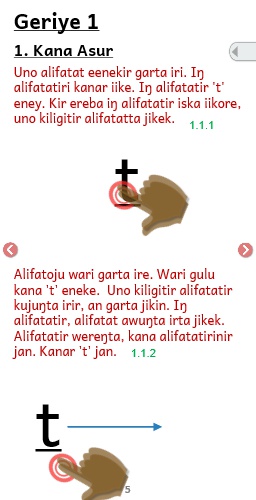 Geriye 1
1. Kana Asur
Uno alifatat eenekir garta iri. Iŋ
alifatatiri kanar iike. Iŋ alifatatir 't'
eney. Kir ereba iŋ alifatatir iska iikore,
uno kiligitir alifatatta jikek.
1.1.1
t
Alifatoju wari garta ire. Wari gulu
kana 't' eneke. Uno kiligitir alifatatir
kujuŋta irir, an garta jikin. Iŋ
alifatatir, alifatat awuŋta irta jikek.
Alifatatir wereŋta, kana alifatatirinir
jan. Kanar 't' jan.
1.1.2
t
5